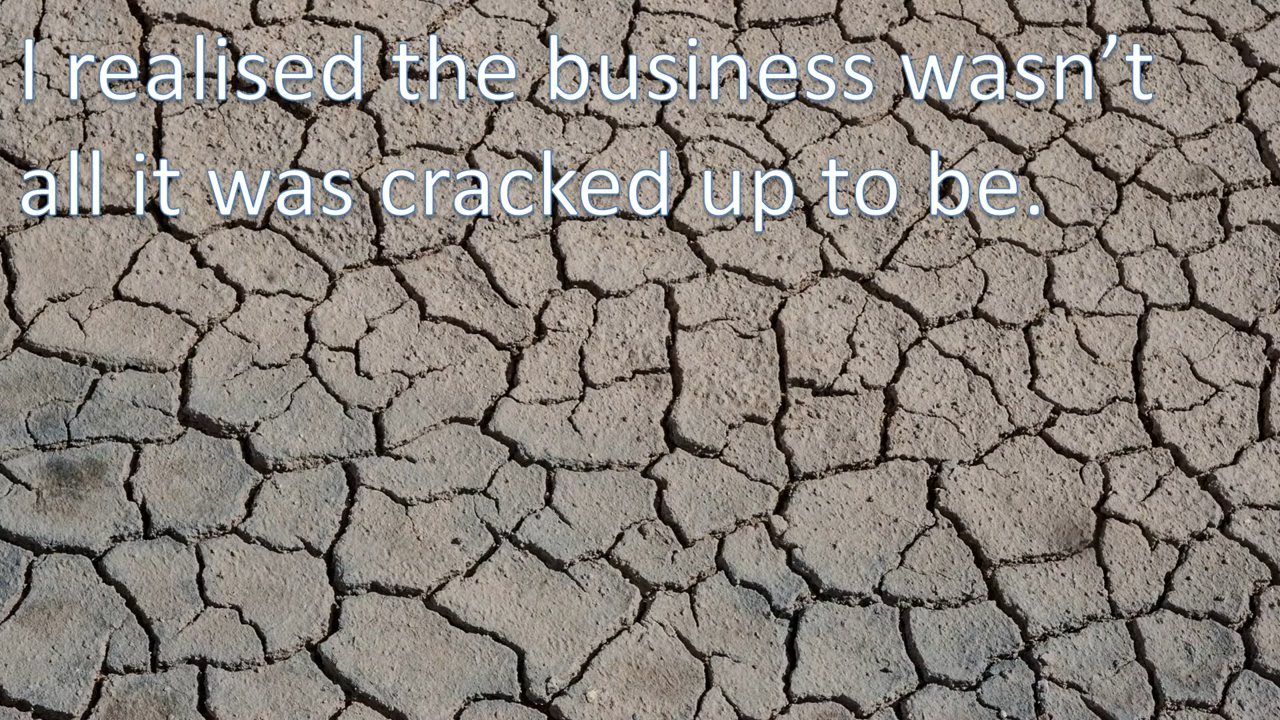 I realised the business wasn’t
all it was cracked up to be.